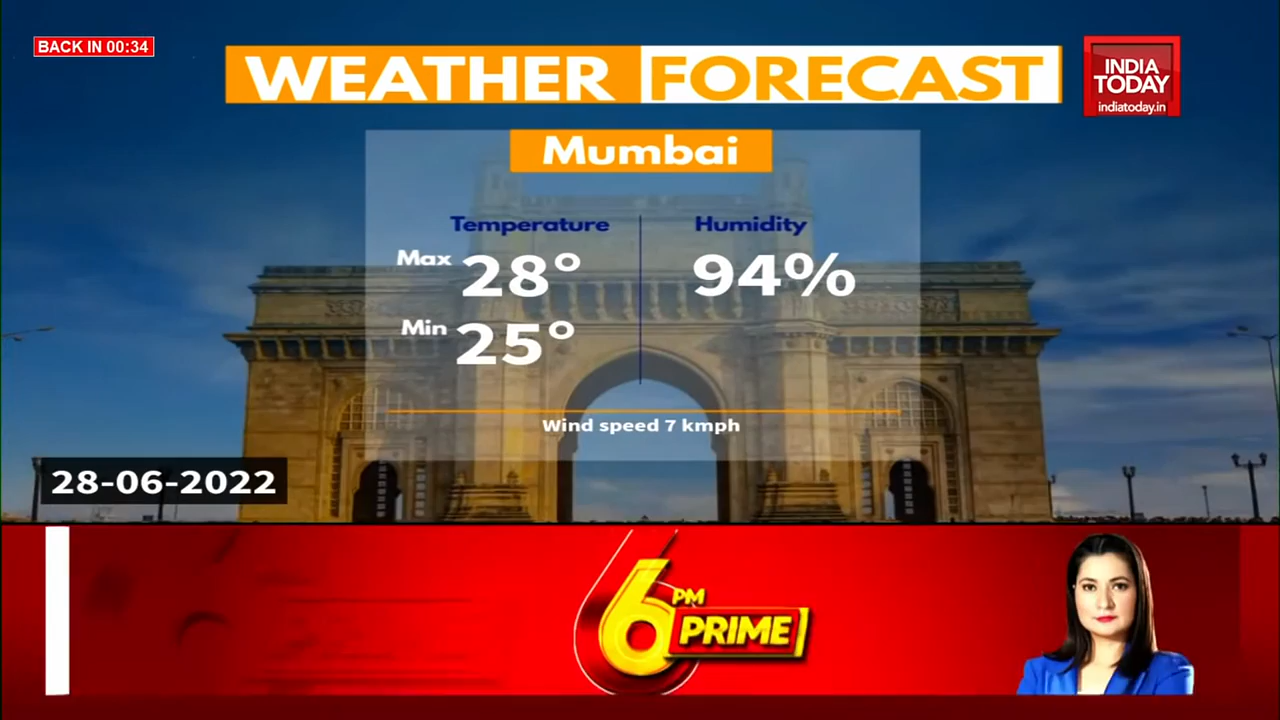 BACK IN 00:34
WEATHER FORECAST
INDIA
TODAY
indiatoday.in
Mumbai
Temperature
Humidity
Max 28°
94%
Min 25°
Wind speed 7 kmph
28-06-2022
6
PM
PRIME